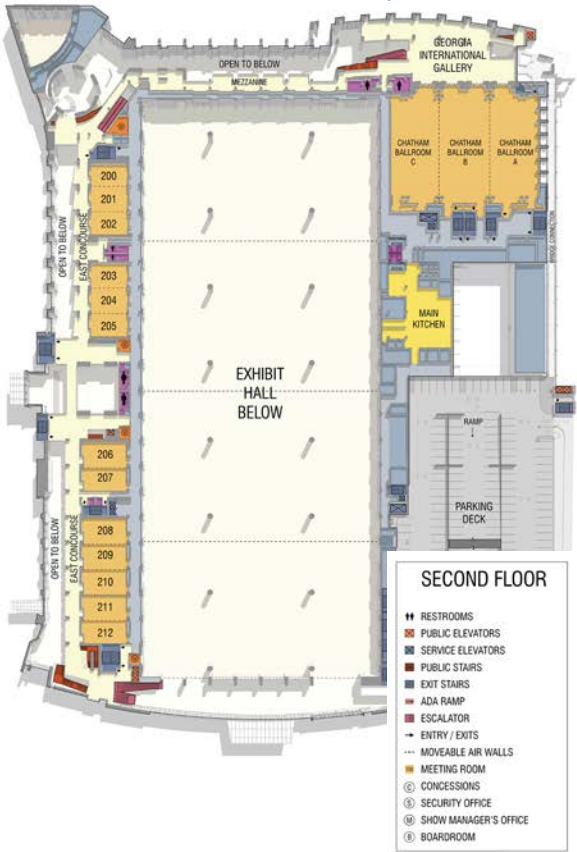 OPEN TO BELOW
MEZZANINE
GEORGIA
INTERNATIONAL
GALLERY
CHATHAM
BALLROOM
C
CHATHAM
BALLROOM
B
CHATHAM
BALLROOM
A
200
201
202
OPEN TO BELOW
EAST CONCOURSE
203
204
205
BRIDGE CONNECTION
MAIN
KITCHEN
EXHIBIT
HALL
BELOW
RAMP
206
207
PARKING
DECK
OPEN TO BELOW
EAST CONCOURSE
208
209
210
211
212
SECOND FLOOR
RESTROOMS
PUBLIC ELEVATORS
SERVICE ELEVATORS
PUBLIC STAIRS
EXIT STAIRS
ADA RAMP
ESCALATOR
ENTRY / EXITS
MOVEABLE AIR WALLS
MEETING ROOM
C CONCESSIONS
S SECURITY OFFICE
M SHOW MANAGER'S OFFICE
B BOARDROOM